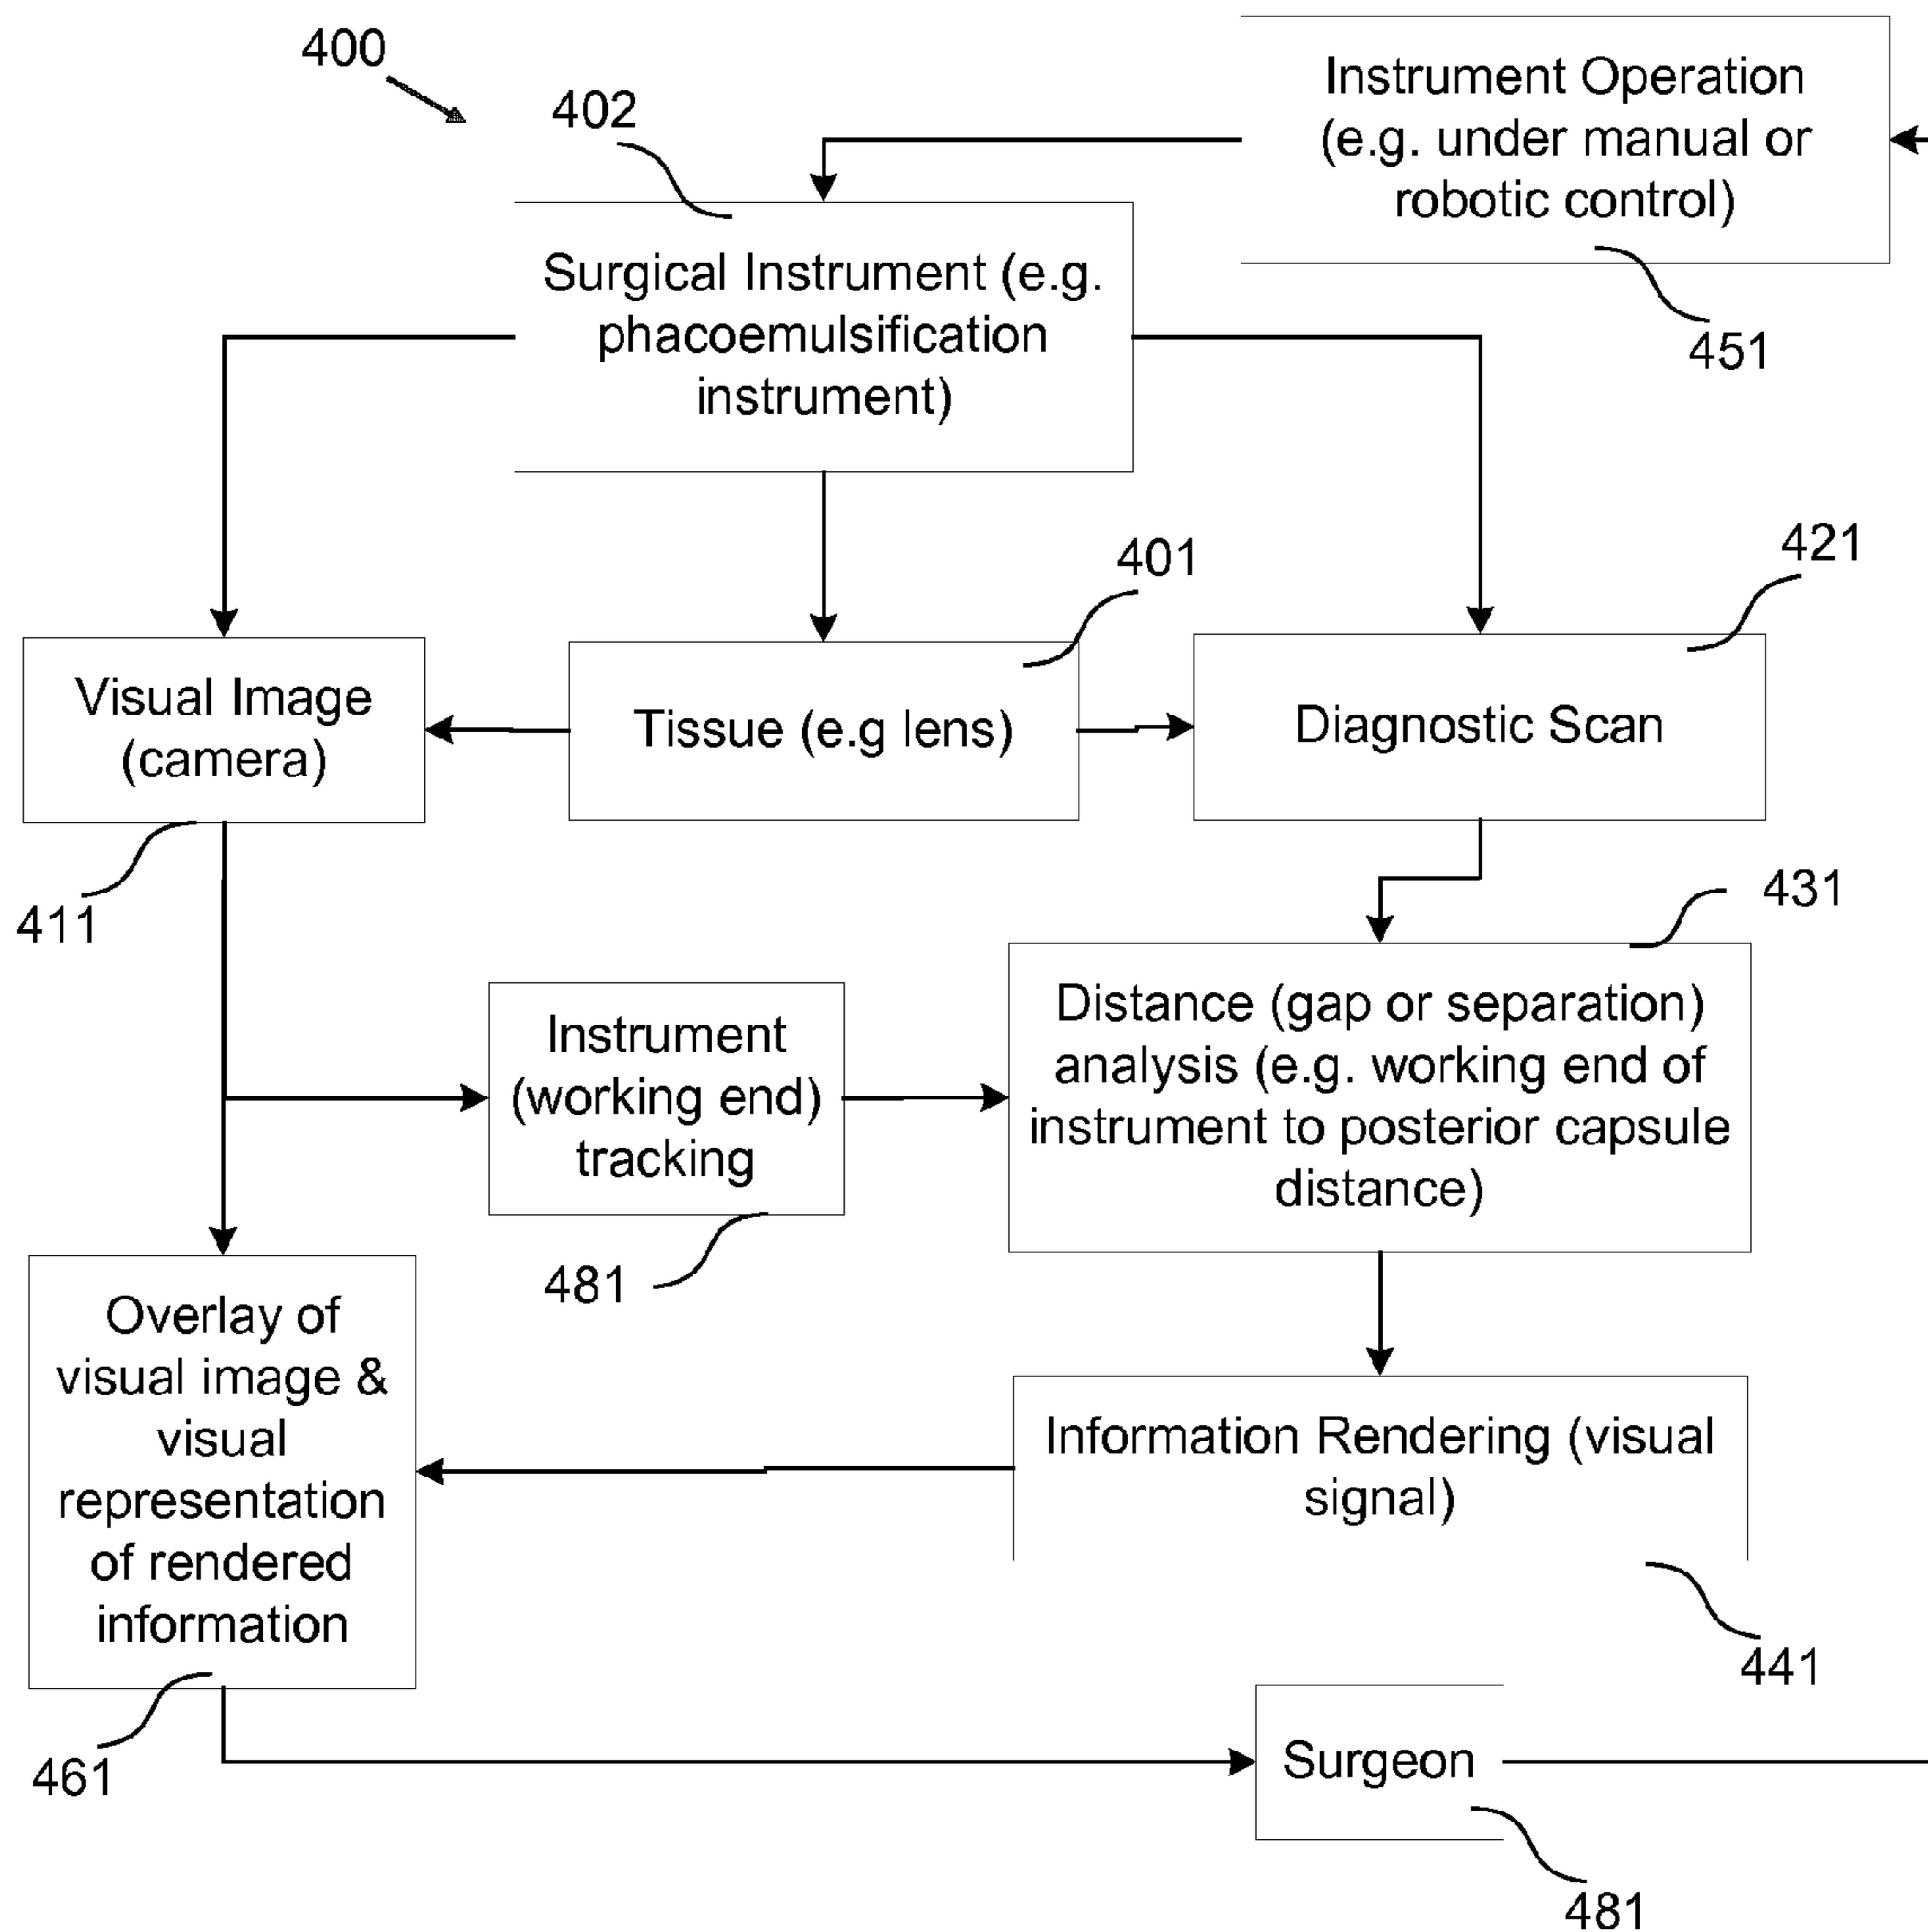 400
Instrument Operation
(e.g. under manual or
robotic control)
451
402
Surgical Instrument (e.g.
phacoemulsification
instrument)
401
421
Visual Image
(camera)
411
Tissue (e.g lens)
Diagnostic Scan
431
Instrument
(working end)
tracking
481
Distance (gap or separation)
analysis (e.g. working end of
instrument to posterior capsule
distance)
Overlay of
visual image &
visual
representation
of rendered
information
461
Information Rendering (visual
signal)
441
Surgeon
481